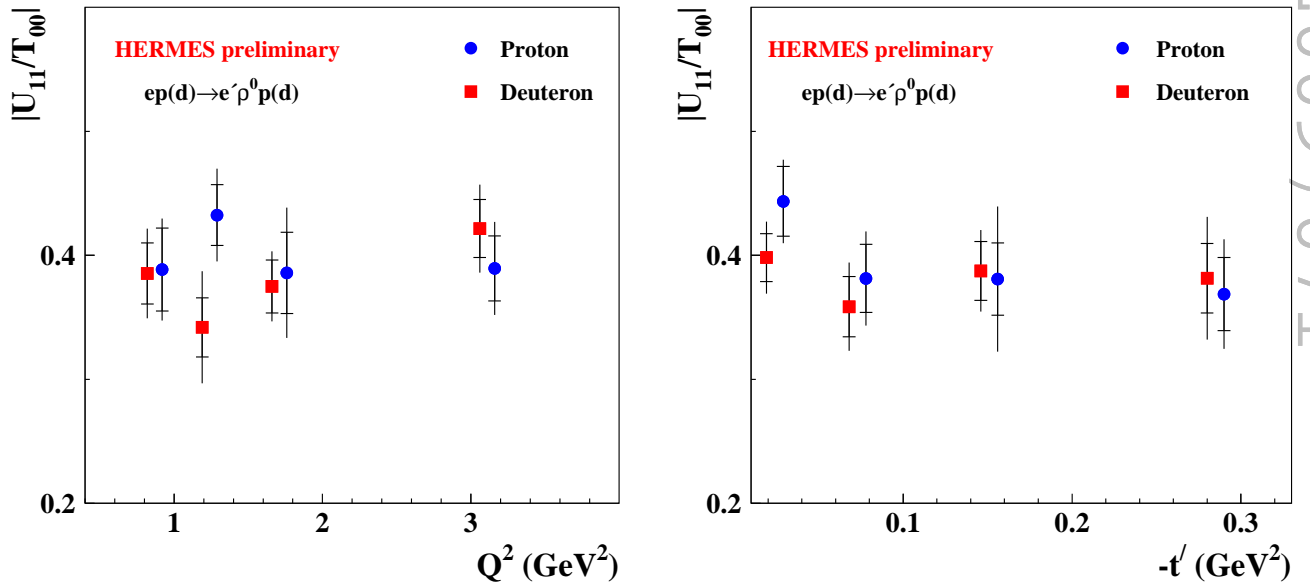 |U₁₁/T₀₀|
HERMES preliminary
ep(d)→e´ρ⁰p(d)
Proton
Deuteron
0.4
0.2
1 2 3
Q² (GeV²)
|U₁₁/T₀₀|
HERMES preliminary
ep(d)→e´ρ⁰p(d)
Proton
Deuteron
0.4
0.2
0.1 0.2 0.3
-t′ (GeV²)